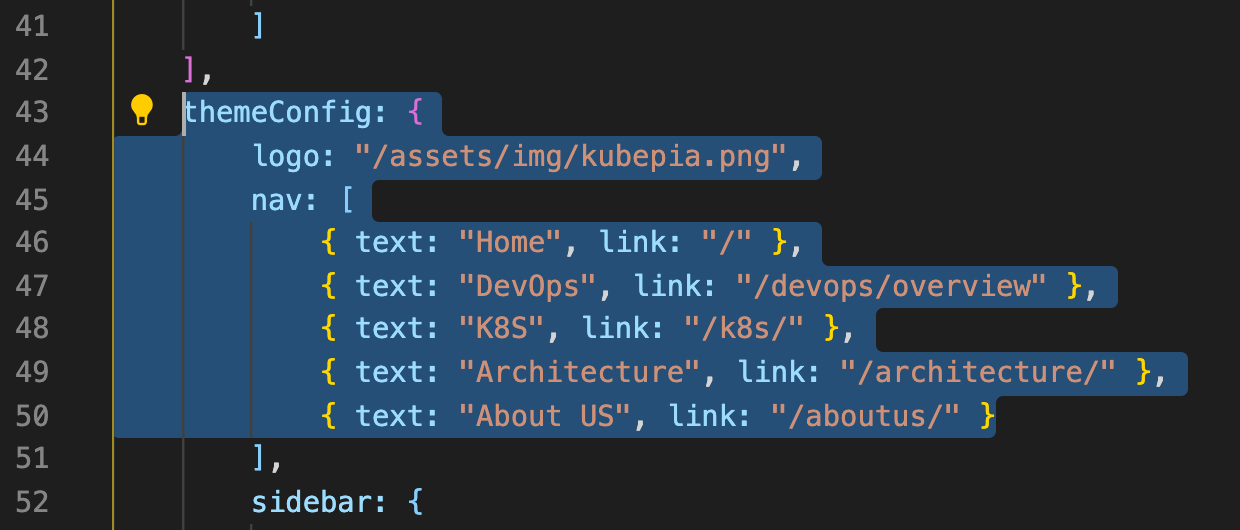 41 ]
42 ],
43 themeConfig: {
44 logo: "/assets/img/kubepia.png",
45 nav: [
46 { text: "Home", link: "/" },
47 { text: "DevOps", link: "/devops/overview" },
48 { text: "K8S", link: "/k8s/" },
49 { text: "Architecture", link: "/architecture/" },
50 { text: "About US", link: "/aboutus/" }
51 ],
52 sidebar: {